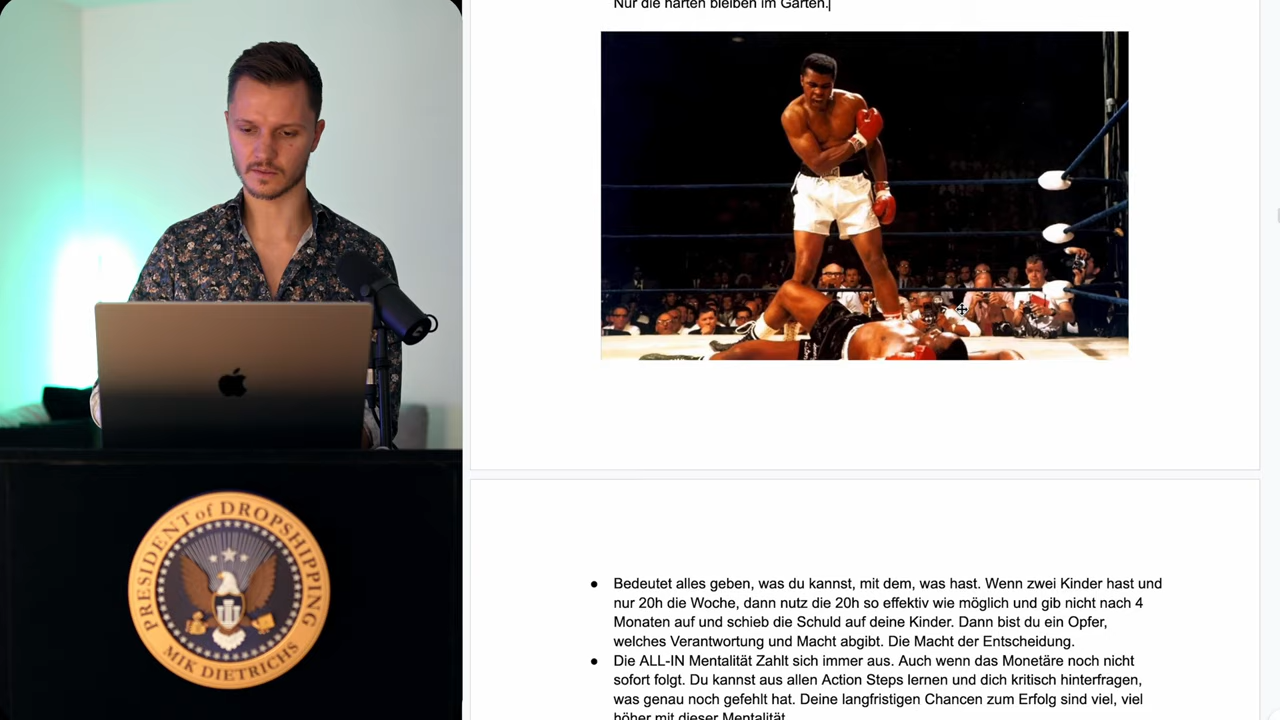 Nur die harten bleiben im Garten.
PRESIDENT of DROPSHIPPING
MIK DIETRICHS
Bedeutet alles geben, was du kannst, mit dem, was hast. Wenn zwei Kinder hast und
nur 20h die Woche, dann nutz die 20h so effektiv wie möglich und gib nicht nach 4
Monaten auf und schieb die Schuld auf deine Kinder. Dann bist du ein Opfer,
welches Verantwortung und Macht abgibt. Die Macht der Entscheidung.
Die ALL-IN Mentalität Zahlt sich immer aus. Auch wenn das Monetäre noch nicht
sofort folgt. Du kannst aus allen Action Steps lernen und dich kritisch hinterfragen,
was genau noch gefehlt hat. Deine langfristigen Chancen zum Erfolg sind viel, viel
höher mit dieser Mentalität.